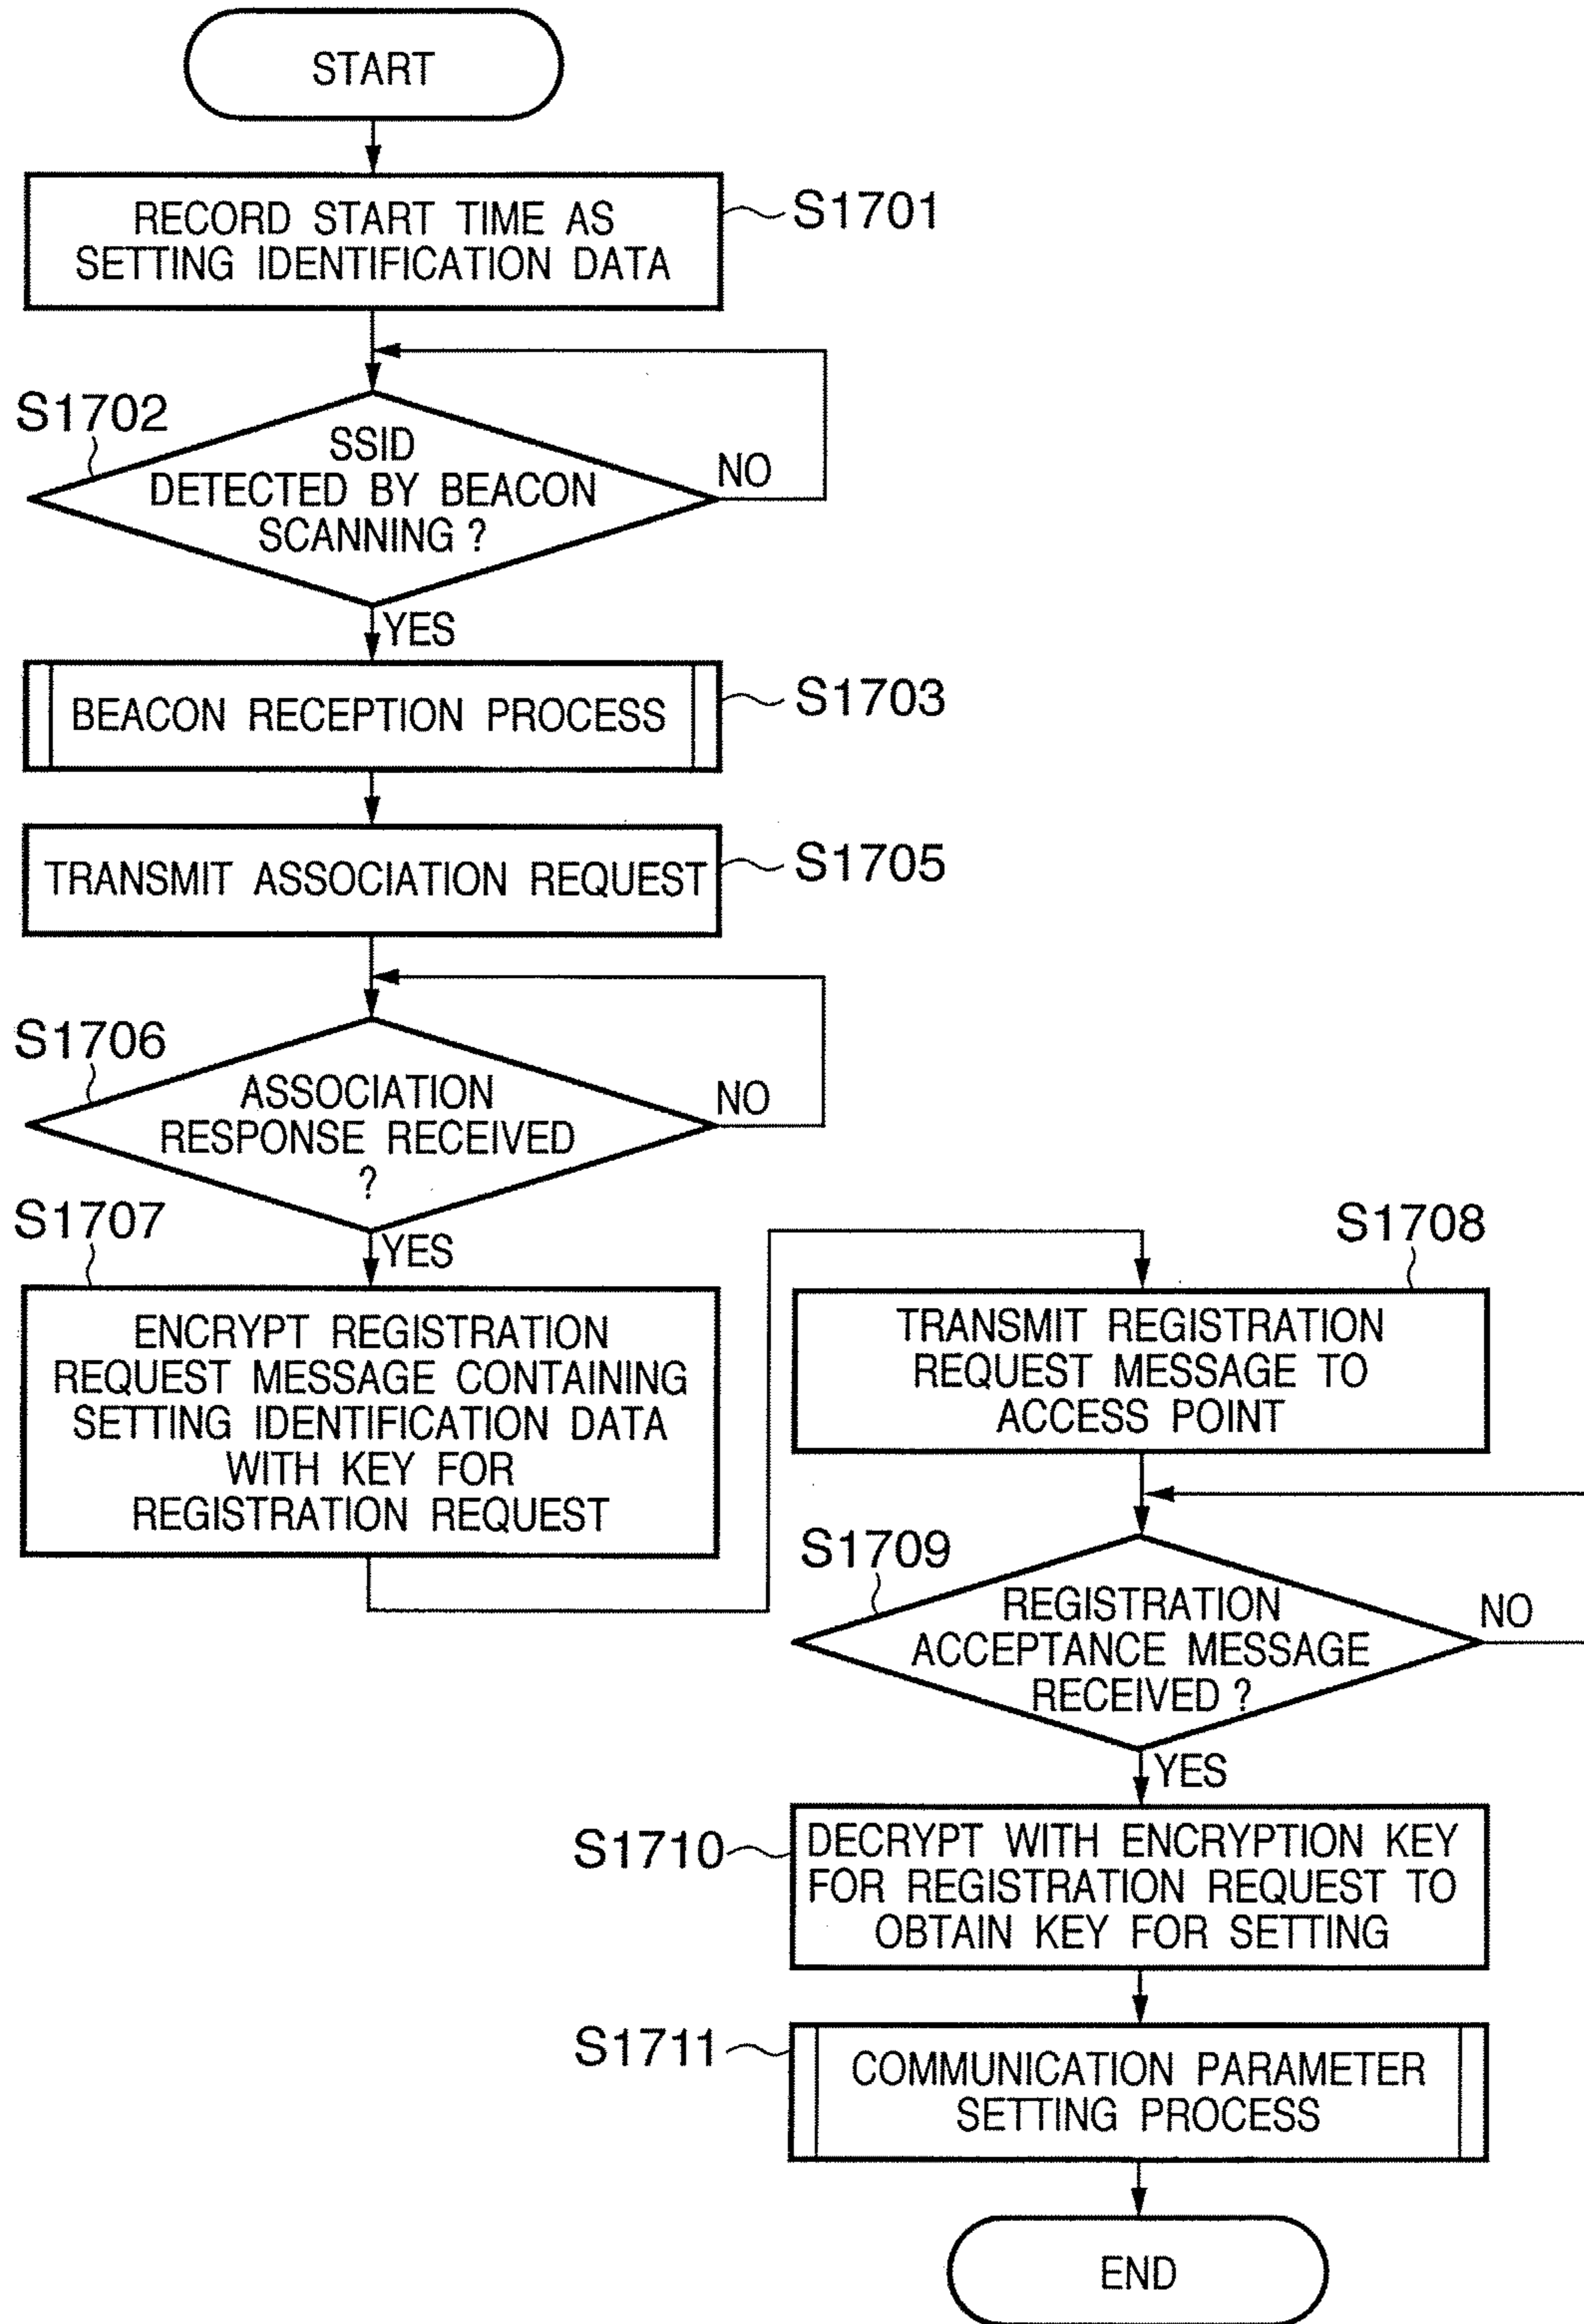 START
RECORD START TIME AS
SETTING IDENTIFICATION DATA
S1701
S1702
SSID
DETECTED BY BEACON
SCANNING ?
NO
YES
BEACON RECEPTION PROCESS
S1703
TRANSMIT ASSOCIATION REQUEST
S1705
S1706
ASSOCIATION
RESPONSE RECEIVED
?
NO
YES
S1707
ENCRYPT REGISTRATION
REQUEST MESSAGE CONTAINING
SETTING IDENTIFICATION DATA
WITH KEY FOR
REGISTRATION REQUEST
S1708
TRANSMIT REGISTRATION
REQUEST MESSAGE TO
ACCESS POINT
S1709
REGISTRATION
ACCEPTANCE MESSAGE
RECEIVED ?
NO
YES
S1710
DECRYPT WITH ENCRYPTION KEY
FOR REGISTRATION REQUEST TO
OBTAIN KEY FOR SETTING
S1711
COMMUNICATION PARAMETER
SETTING PROCESS
END